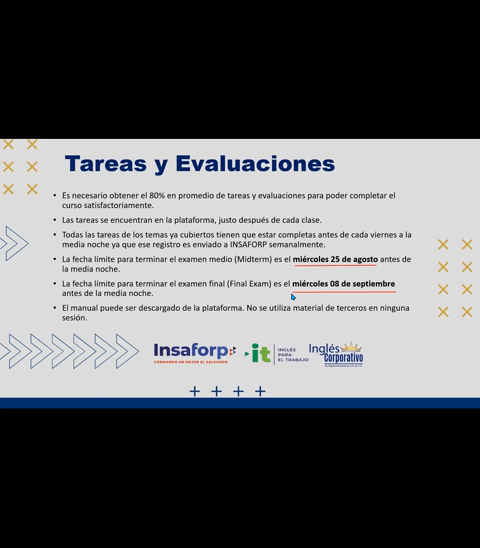 Tareas y Evaluaciones
• Es necesario obtener el 80% en promedio de tareas y evaluaciones para poder completar el
curso satisfactoriamente.
• Las tareas se encuentran en la plataforma, justo después de cada clase.
• Todas las tareas de los temas ya cubiertos tienen que estar completas antes de cada viernes a la
media noche ya que ese registro es enviado a INSAFORP semanalmente.
• La fecha límite para terminar el examen medio (Midterm) es el miércoles 25 de agosto antes de
la media noche.
• La fecha límite para terminar el examen final (Final Exam) es el miércoles 08 de septiembre
antes de la media noche.
• El manual puede ser descargado de la plataforma. No se utiliza material de terceros en ninguna
sesión.
Insaforp
FORMANDO UN MEJOR EL SALVADOR
it
INGLÉS
PARA
EL TRABAJO
Inglés
Corporativo